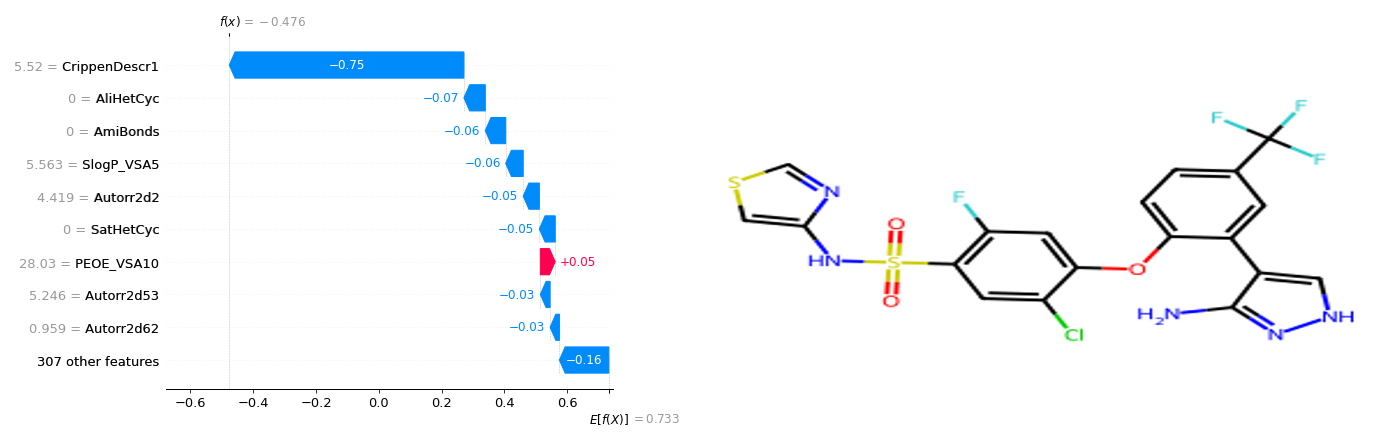 f(x) = −0.476
5.52 = CrippenDescr1
−0.75
0 = AliHetCyc
−0.07
0 = AmiBonds
−0.06
5.563 = SlogP_VSA5
−0.06
4.419 = Autorr2d2
−0.05
0 = SatHetCyc
−0.05
28.03 = PEOE_VSA10
+0.05
5.246 = Autorr2d53
−0.03
0.959 = Autorr2d62
−0.03
307 other features
−0.16
−0.6 −0.4 −0.2 0.0 0.2 0.4 0.6
E[f(X)] = 0.733
F
F
F
S
N
F
O
HN
S
O
O
H₂N
N
NH
Cl